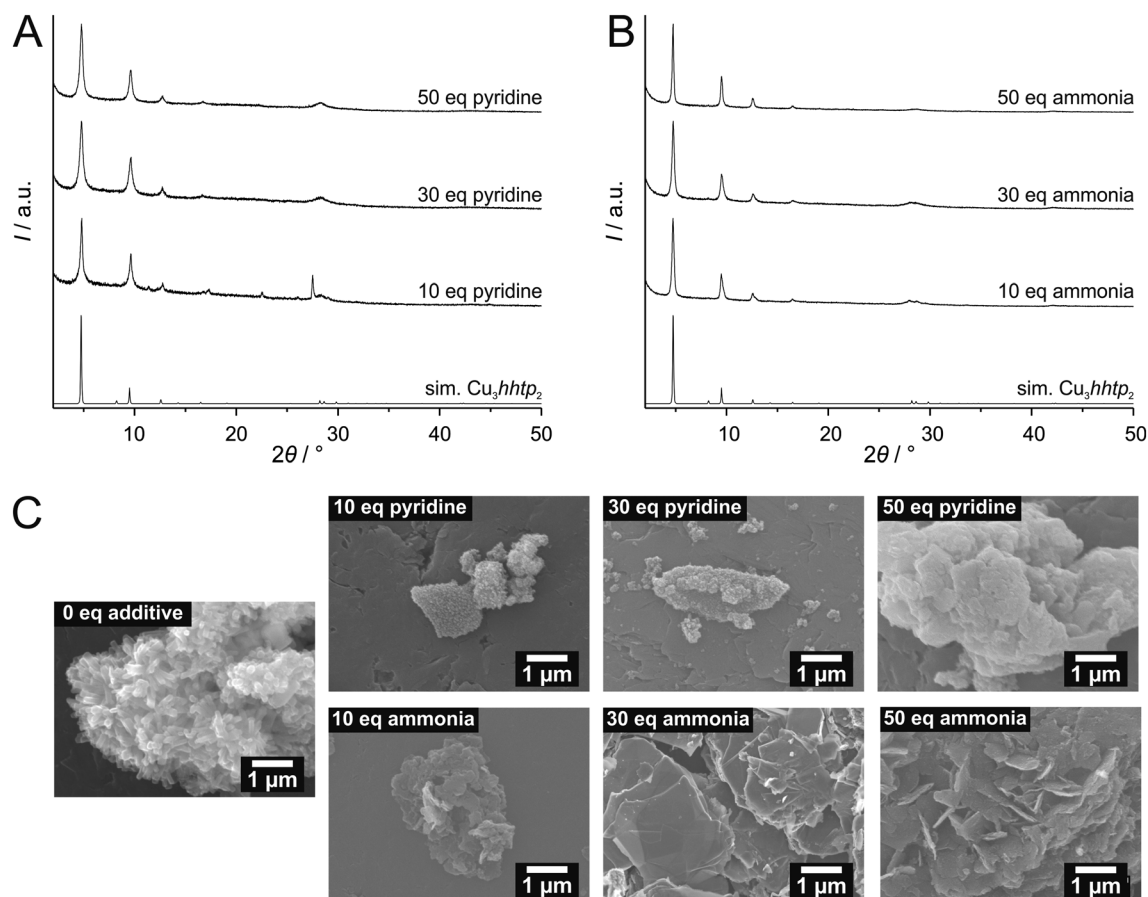 A
50 eq pyridine
30 eq pyridine
10 eq pyridine
sim. Cu₃hhtp₂
I / a.u.
10 20 30 40 50
2θ / °
B
50 eq ammonia
30 eq ammonia
10 eq ammonia
sim. Cu₃hhtp₂
I / a.u.
10 20 30 40 50
2θ / °
C
0 eq additive
1 µm
10 eq pyridine
1 µm
30 eq pyridine
1 µm
50 eq pyridine
1 µm
10 eq ammonia
1 µm
30 eq ammonia
1 µm
50 eq ammonia
1 µm